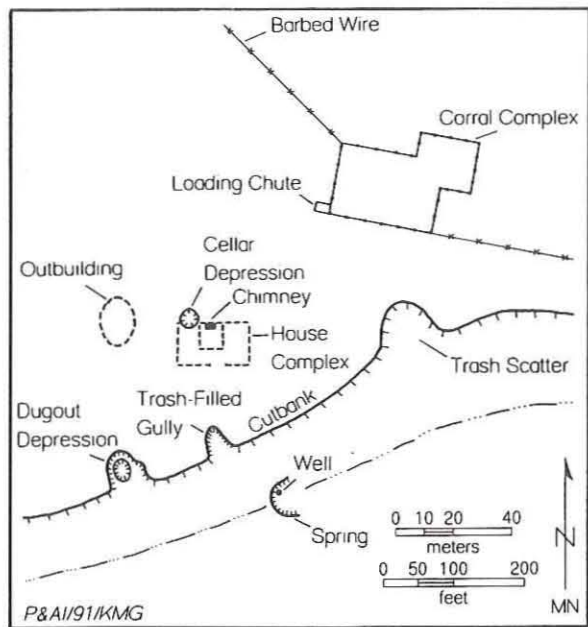 Barbed Wire
Corral Complex
Loading Chute
Cellar
Depression
Outbuilding
Chimney
House
Complex
Trash Scatter
Trash-Filled
Gully
Cutbank
Dugout
Depression
Well
Spring
0 10 20 40
meters
0 50 100 200
feet
N
MN
P&AI/91/KMG